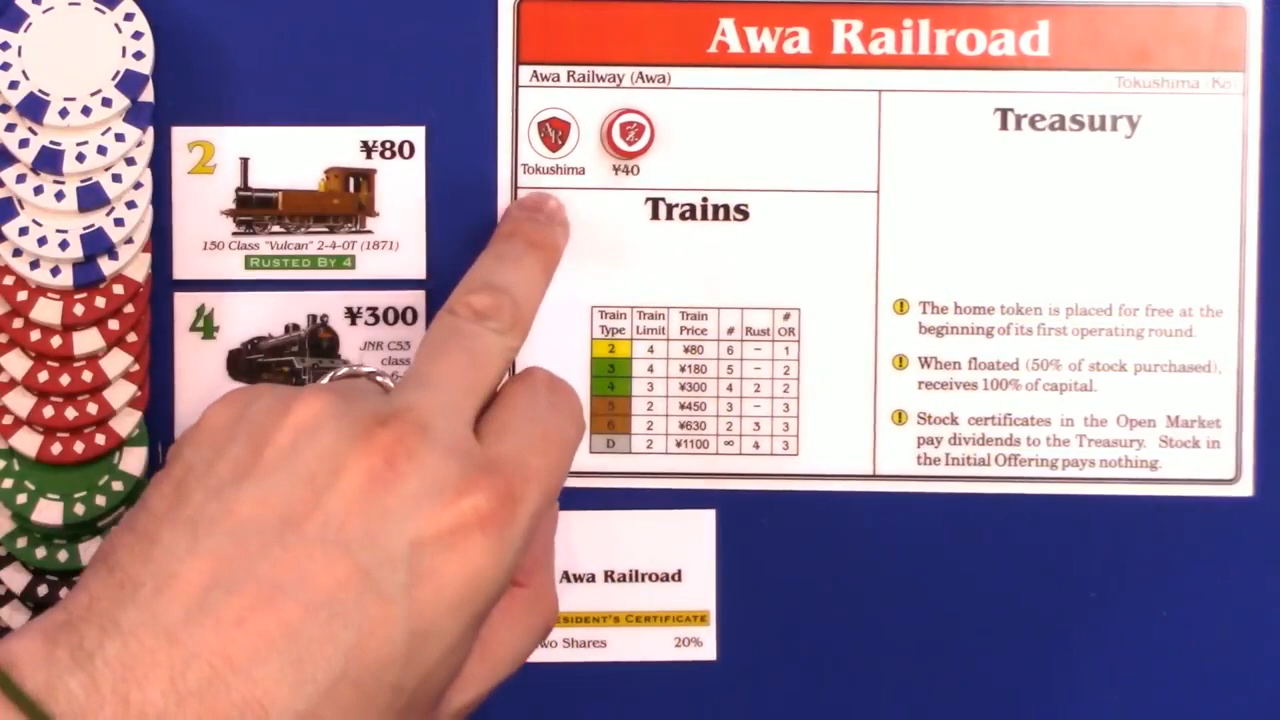 Awa Railroad
Awa Railway (Awa)
Tokushima (Ko)
AR
Tokushima
¥40
Treasury
Trains
Train Type Train Limit Train Price # Rust # OR
2 4 ¥80 6 – 1
3 4 ¥180 5 – 2
4 3 ¥300 4 2 2
5 2 ¥450 3 – 3
6 2 ¥630 2 3 3
D 2 ¥1100 ∞ 4 3
! The home token is placed for free at the
beginning of its first operating round.
! When floated (50% of stock purchased),
receives 100% of capital.
! Stock certificates in the Open Market
pay dividends to the Treasury. Stock in
the Initial Offering pays nothing.
2 ¥80
150 Class "Vulcan" 2-4-0T (1871)
RUSTED BY 4
4 ¥300
JNR C53
class
Awa Railroad
ESIDENT'S CERTIFICATE
wo Shares 20%